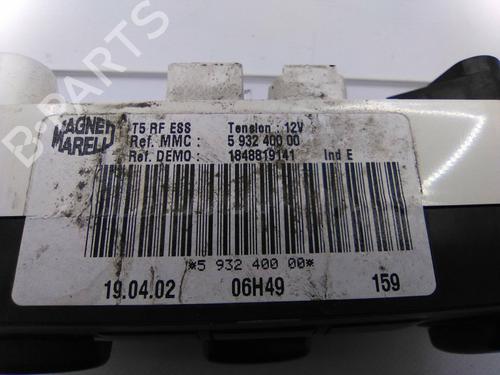 B-PARTS
MAGNETI
MARELLI
T5 RF ESS Tension : 12V
Ref. MMC : 5 932 400 00
Ref. DEMO : 1848819141 Ind E
*5 932 400 00*
19.04.02 06H49 159